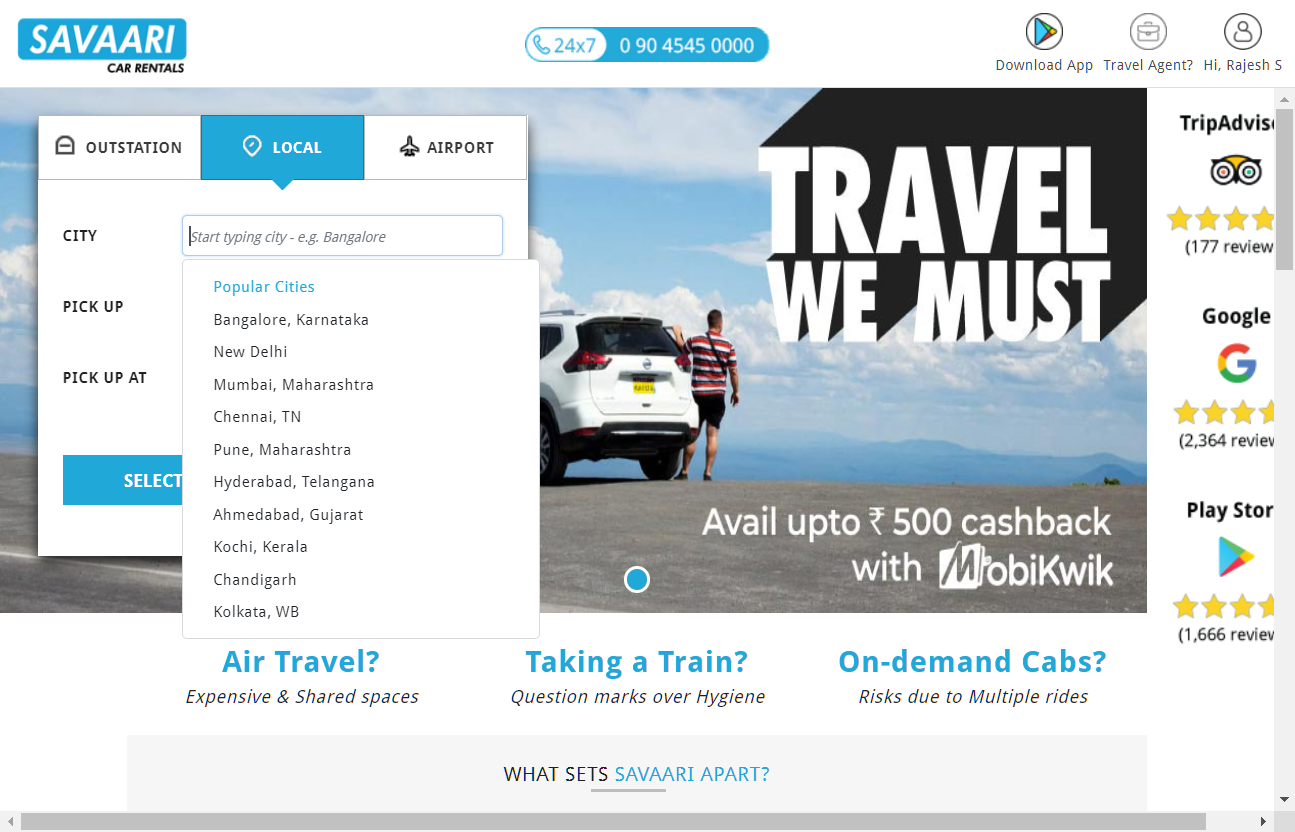 SAVAARI
CAR RENTALS
24x7 0 90 4545 0000
Download App
Travel Agent?
Hi, Rajesh S
OUTSTATION
LOCAL
AIRPORT
CITY
Start typing city - e.g. Bangalore
PICK UP
PICK UP AT
SELECT
Popular Cities
Bangalore, Karnataka
New Delhi
Mumbai, Maharashtra
Chennai, TN
Pune, Maharashtra
Hyderabad, Telangana
Ahmedabad, Gujarat
Kochi, Kerala
Chandigarh
Kolkata, WB
TRAVEL
WE MUST
Avail upto ₹ 500 cashback
with MobiKwik
TripAdvis
(177 review
Google
(2,364 review
Play Stor
(1,666 review
Air Travel?
Expensive & Shared spaces
Taking a Train?
Question marks over Hygiene
On-demand Cabs?
Risks due to Multiple rides
WHAT SETS SAVAARI APART?